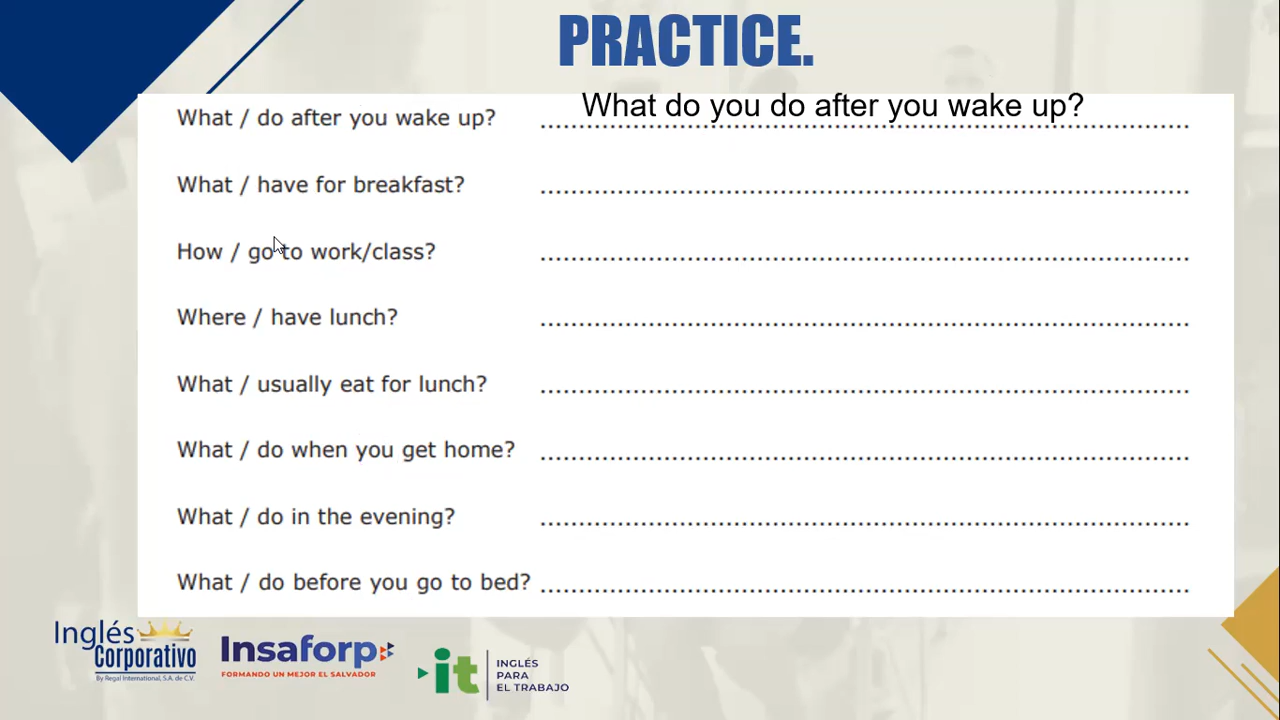 PRACTICE.
What / do after you wake up? What do you do after you wake up?
What / have for breakfast? ........................................................................
How / go to work/class? ........................................................................
Where / have lunch? ........................................................................
What / usually eat for lunch? ........................................................................
What / do when you get home? ........................................................................
What / do in the evening? ........................................................................
What / do before you go to bed? ........................................................................
Inglés
Corporativo
By Regal International, S.A. de C.V.
Insaforp
FORMANDO UN MEJOR EL SALVADOR
it
INGLÉS
PARA
EL TRABAJO